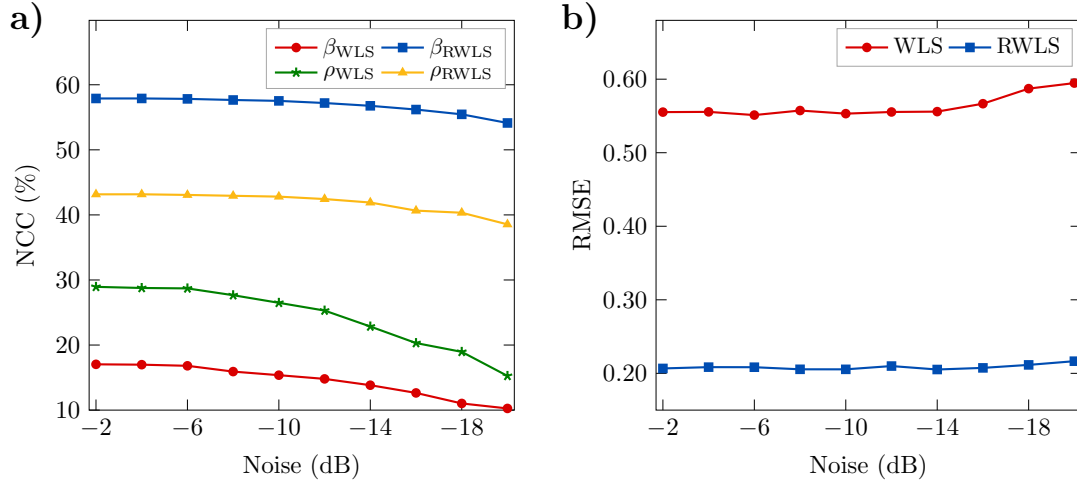 a)
β_WLS β_RWLS
ρ_WLS ρ_RWLS
60
50
40
30
20
10
−2 −6 −10 −14 −18
NCC (%)
Noise (dB)
b)
WLS RWLS
0.60
0.50
0.40
0.30
0.20
−2 −6 −10 −14 −18
RMSE
Noise (dB)